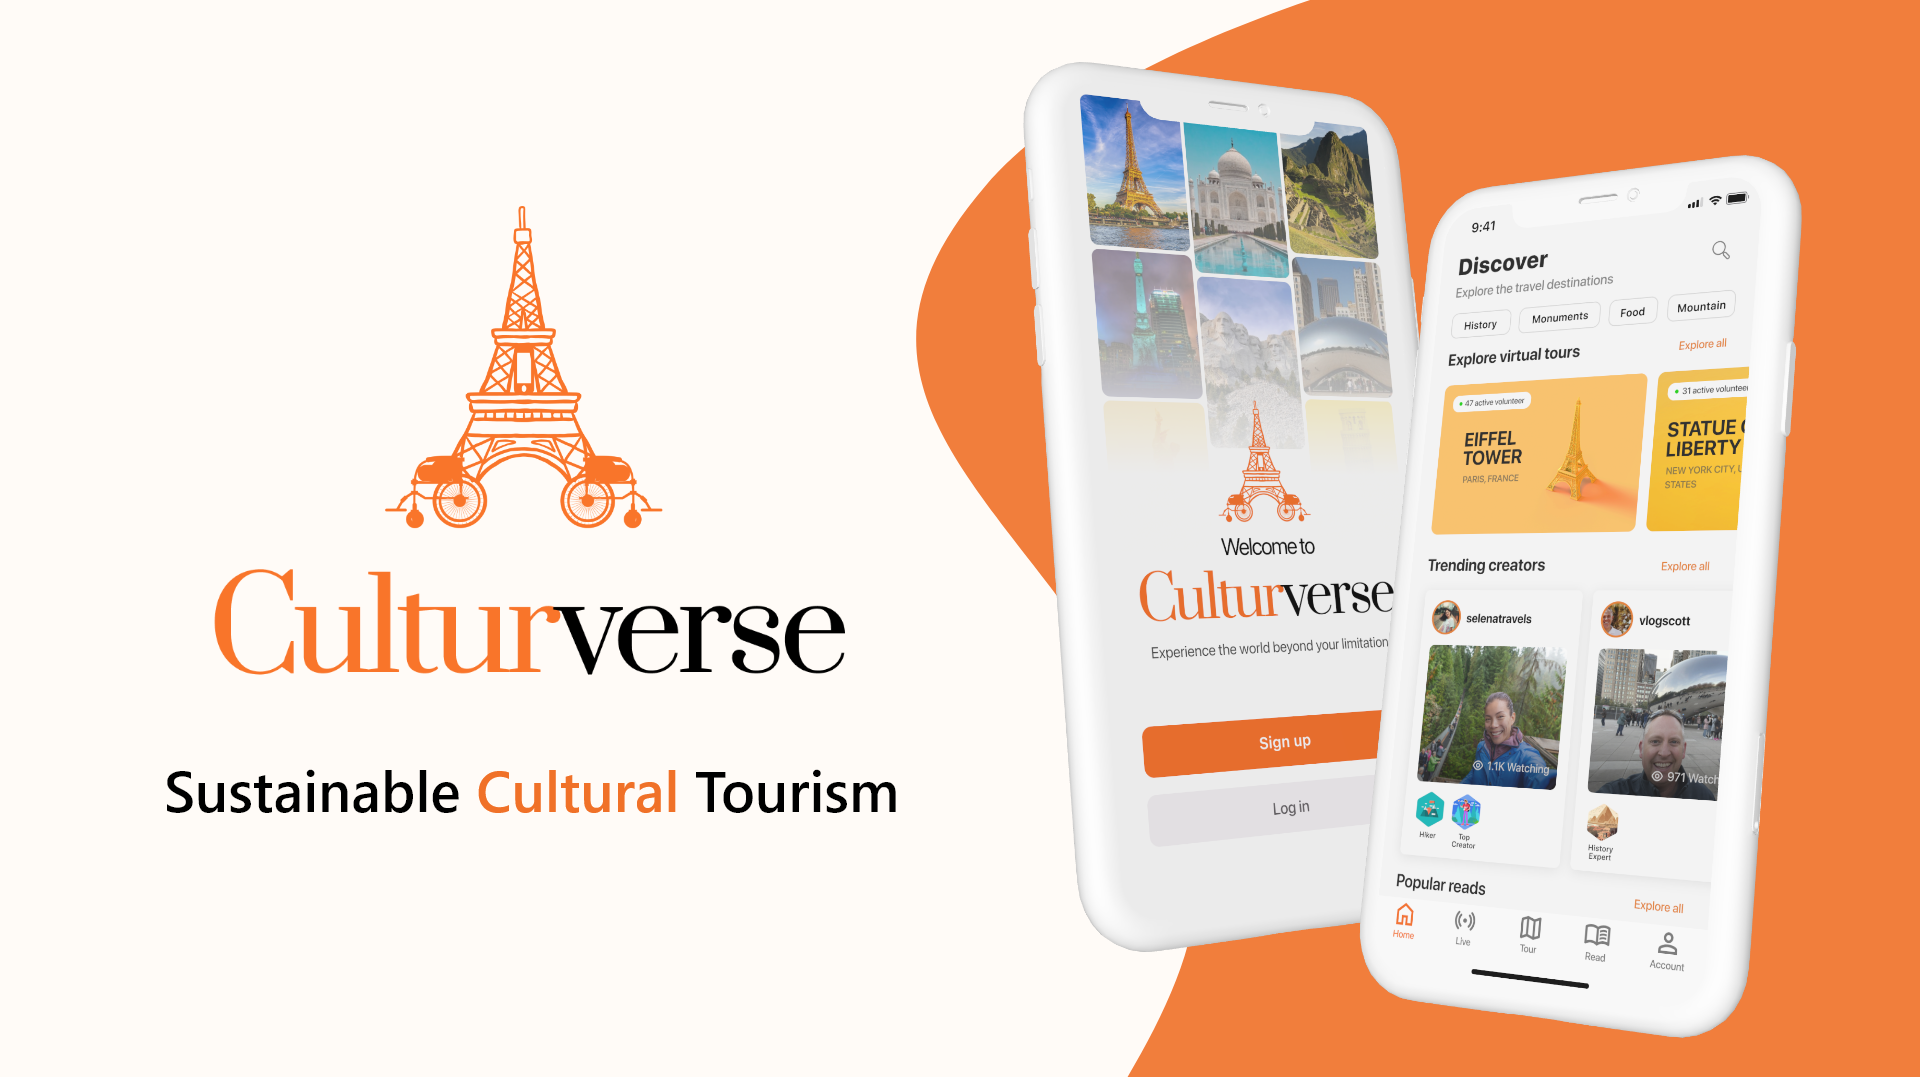 Culturverse
Sustainable Cultural Tourism
Welcome to
Culturverse
Experience the world beyond your limitation
Sign up
Log in
9:41
Discover
Explore the travel destinations
History
Monuments
Food
Mountain
Explore virtual tours
Explore all
47 active volunteer
EIFFEL
TOWER
PARIS, FRANCE
31 active volunteer
STATUE
LIBERTY
NEW YORK CITY,
STATES
Trending creators
Explore all
selenatravels
1.1K Watching
Hiker
Top
Creator
vlogscott
971 Watch
History
Expert
Popular reads
Explore all
Home
Live
Tour
Read
Account